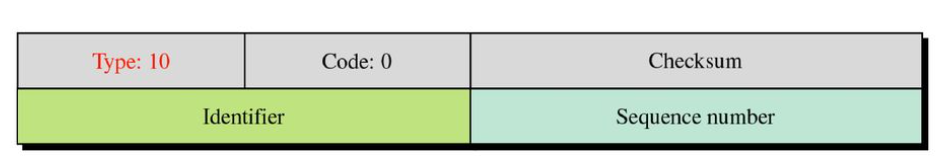 Type: 10 Code: 0 Checksum
Identifier Sequence number